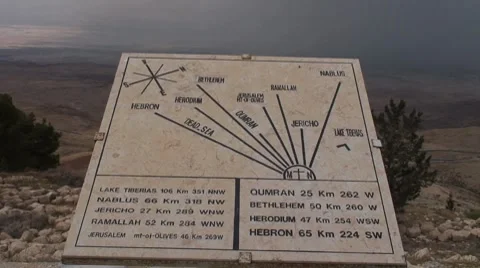 NABLUS
BETHLEHEM
RAMALLAH
HERODIUM
JERUSALEM
MT-OF-OLIVES
HEBRON
QUMRAN
JERICHO
LAKE TIBERIAS
DEAD SEA
M N
LAKE TIBERIAS 106 Km 351 NNW
NABLUS 66 Km 318 NW
JERICHO 27 Km 289 WNW
RAMALLAH 52 Km 284 WNW
JERUSALEM mt-of-OLIVES 46 Km 269W
QUMRAN 25 Km 262 W
BETHLEHEM 50 Km 260 W
HERODIUM 47 Km 254 WSW
HEBRON 65 Km 224 SW